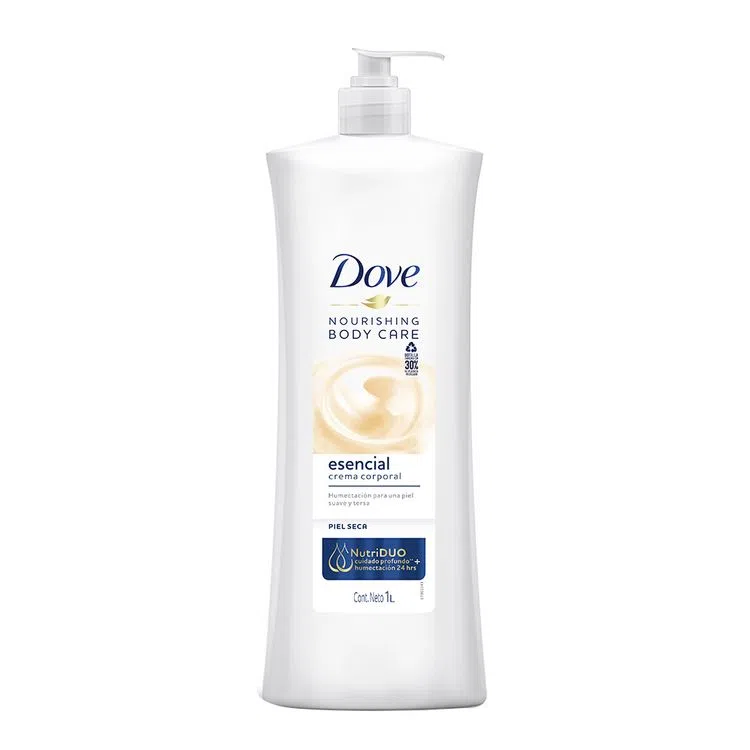 Dove
NOURISHING
BODY CARE
30%
esencial
crema corporal
Humectación para una piel
suave y tersa
PIEL SECA
NutriDUO
cuidado profundo** +
humectación 24 hrs
Cont. Neto 1 L.